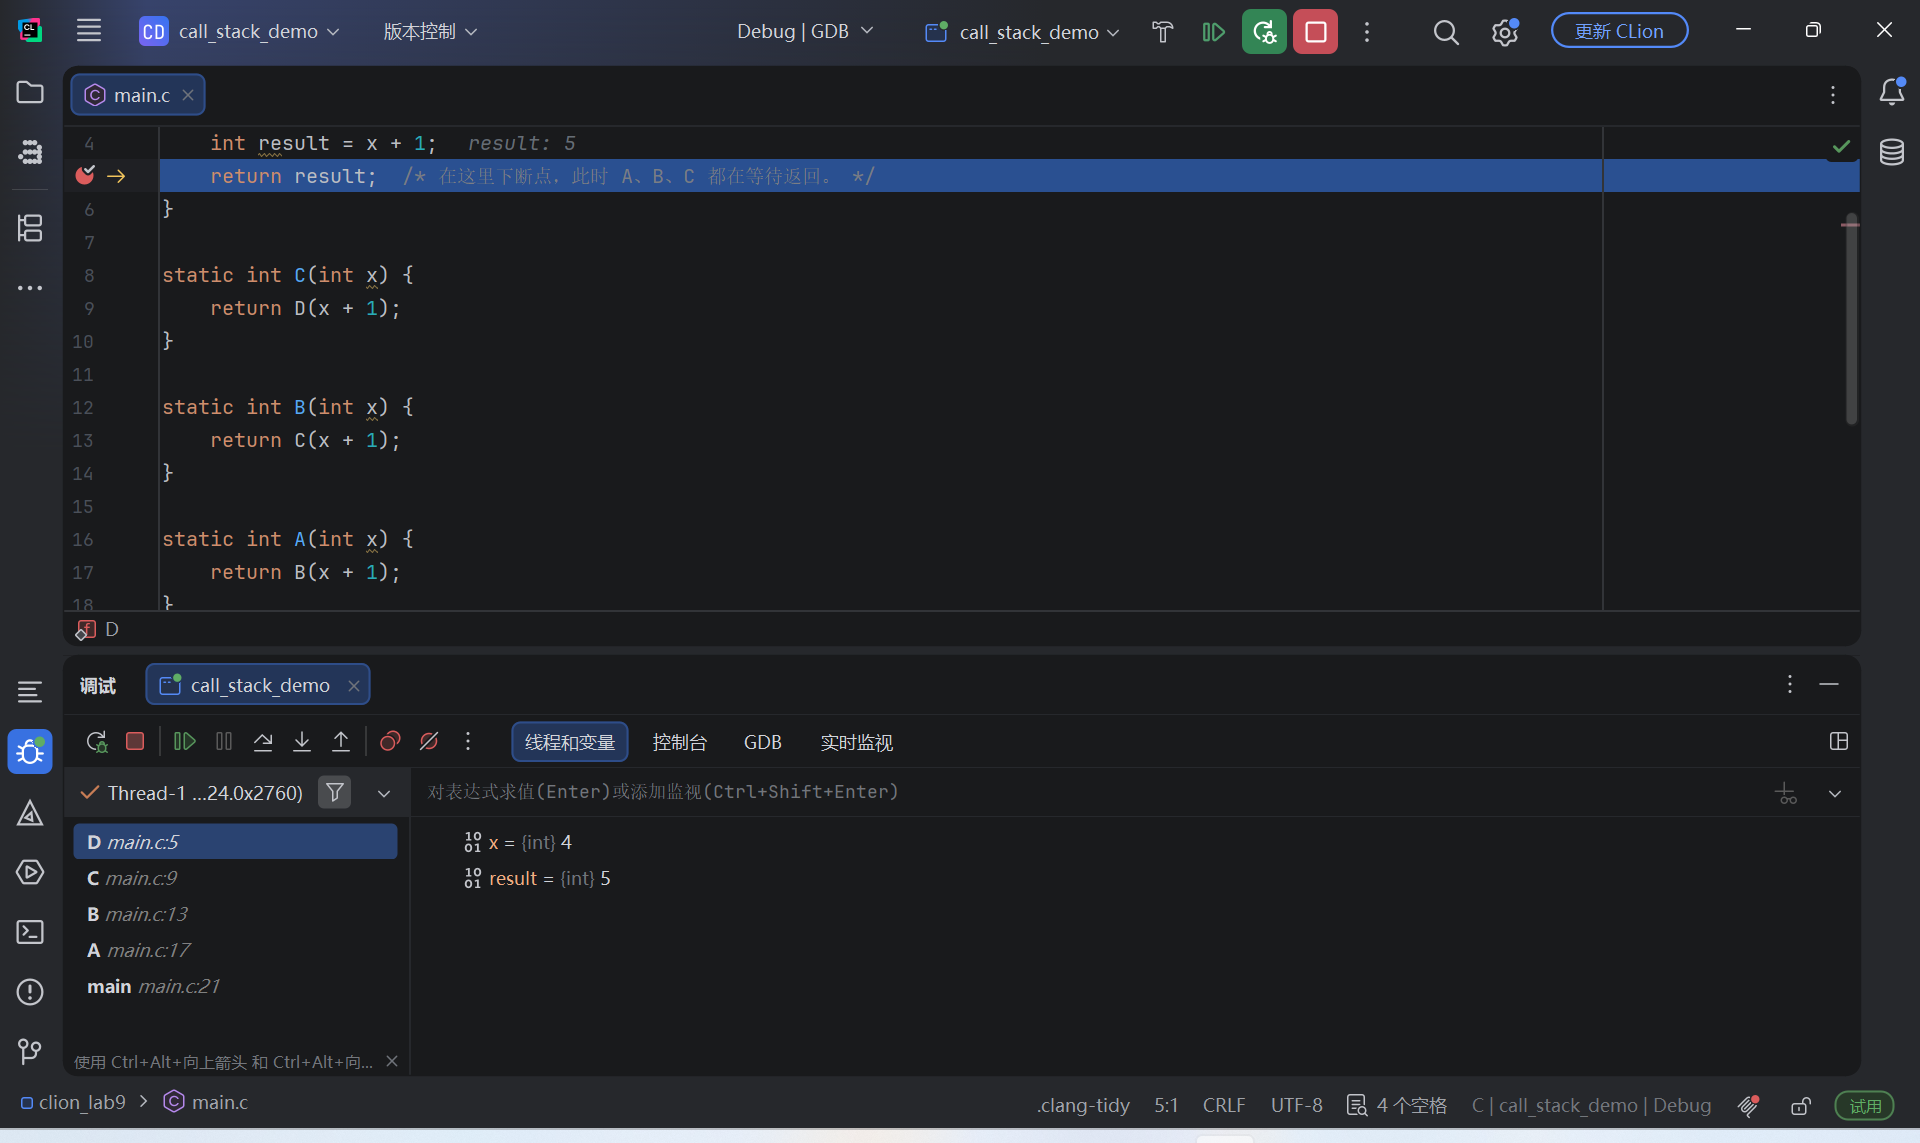 CL
CD call_stack_demo 版本控制 Debug | GDB call_stack_demo 更新 CLion
main.c
4 int result = x + 1; result: 5
return result; /* 在这里下断点，此时 A、B、C 都在等待返回。 */
6 }
7
8 static int C(int x) {
9 return D(x + 1);
10 }
11
12 static int B(int x) {
13 return C(x + 1);
14 }
15
16 static int A(int x) {
17 return B(x + 1);
18 }
D
调试 call_stack_demo
线程和变量 控制台 GDB 实时监视
Thread-1 ...24.0x2760) 对表达式求值(Enter)或添加监视(Ctrl+Shift+Enter)
D main.c:5
x = {int} 4
C main.c:9
result = {int} 5
B main.c:13
A main.c:17
main main.c:21
使用 Ctrl+Alt+向上箭头 和 Ctrl+Alt+向...
clion_lab9 > main.c .clang-tidy 5:1 CRLF UTF-8 4 个空格 C | call_stack_demo | Debug 试用